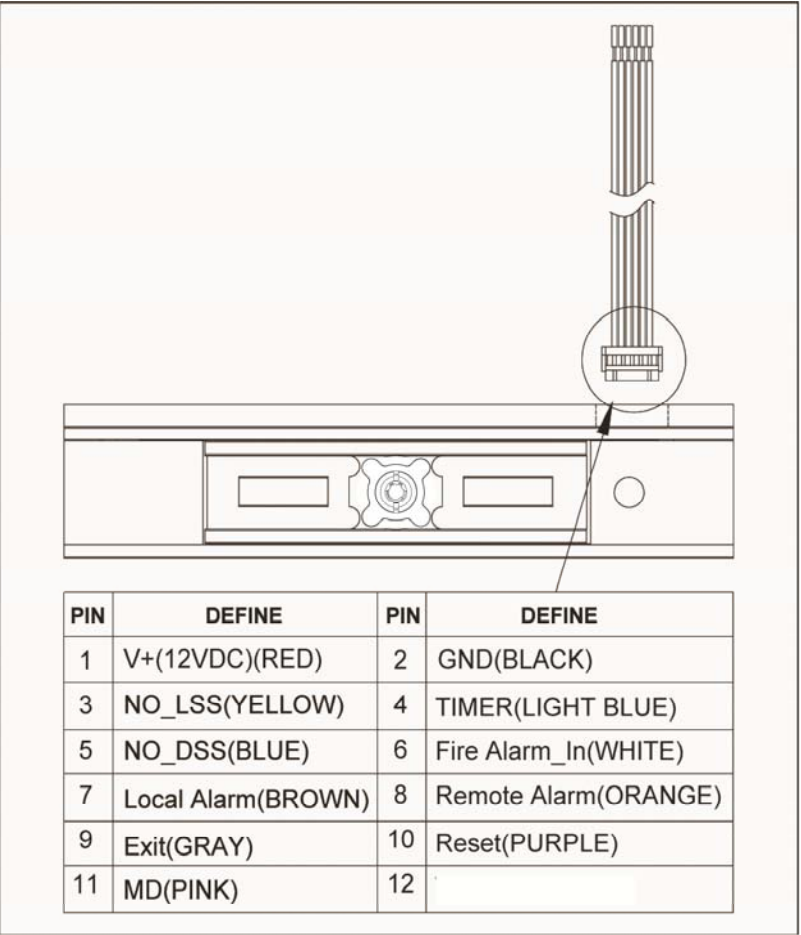 PIN DEFINE PIN DEFINE
1 V+(12VDC)(RED) 2 GND(BLACK)
3 NO_LSS(YELLOW) 4 TIMER(LIGHT BLUE)
5 NO_DSS(BLUE) 6 Fire Alarm_In(WHITE)
7 Local Alarm(BROWN) 8 Remote Alarm(ORANGE)
9 Exit(GRAY) 10 Reset(PURPLE)
11 MD(PINK) 12